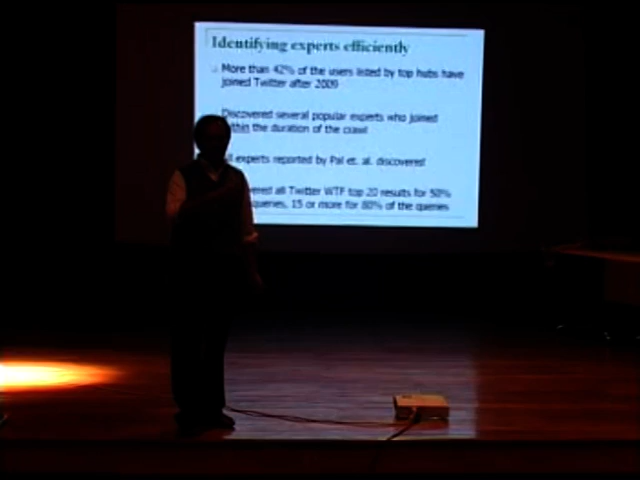 Identifying experts efficiently
More than 42% of the users listed by top hubs have
joined Twitter after 2009
Discovered several popular experts who joined
within the duration of the crawl
experts reported by Pal et. al. discovered
all Twitter WTF top 20 results for 50%
queries, 15 or more for 80% of the queries